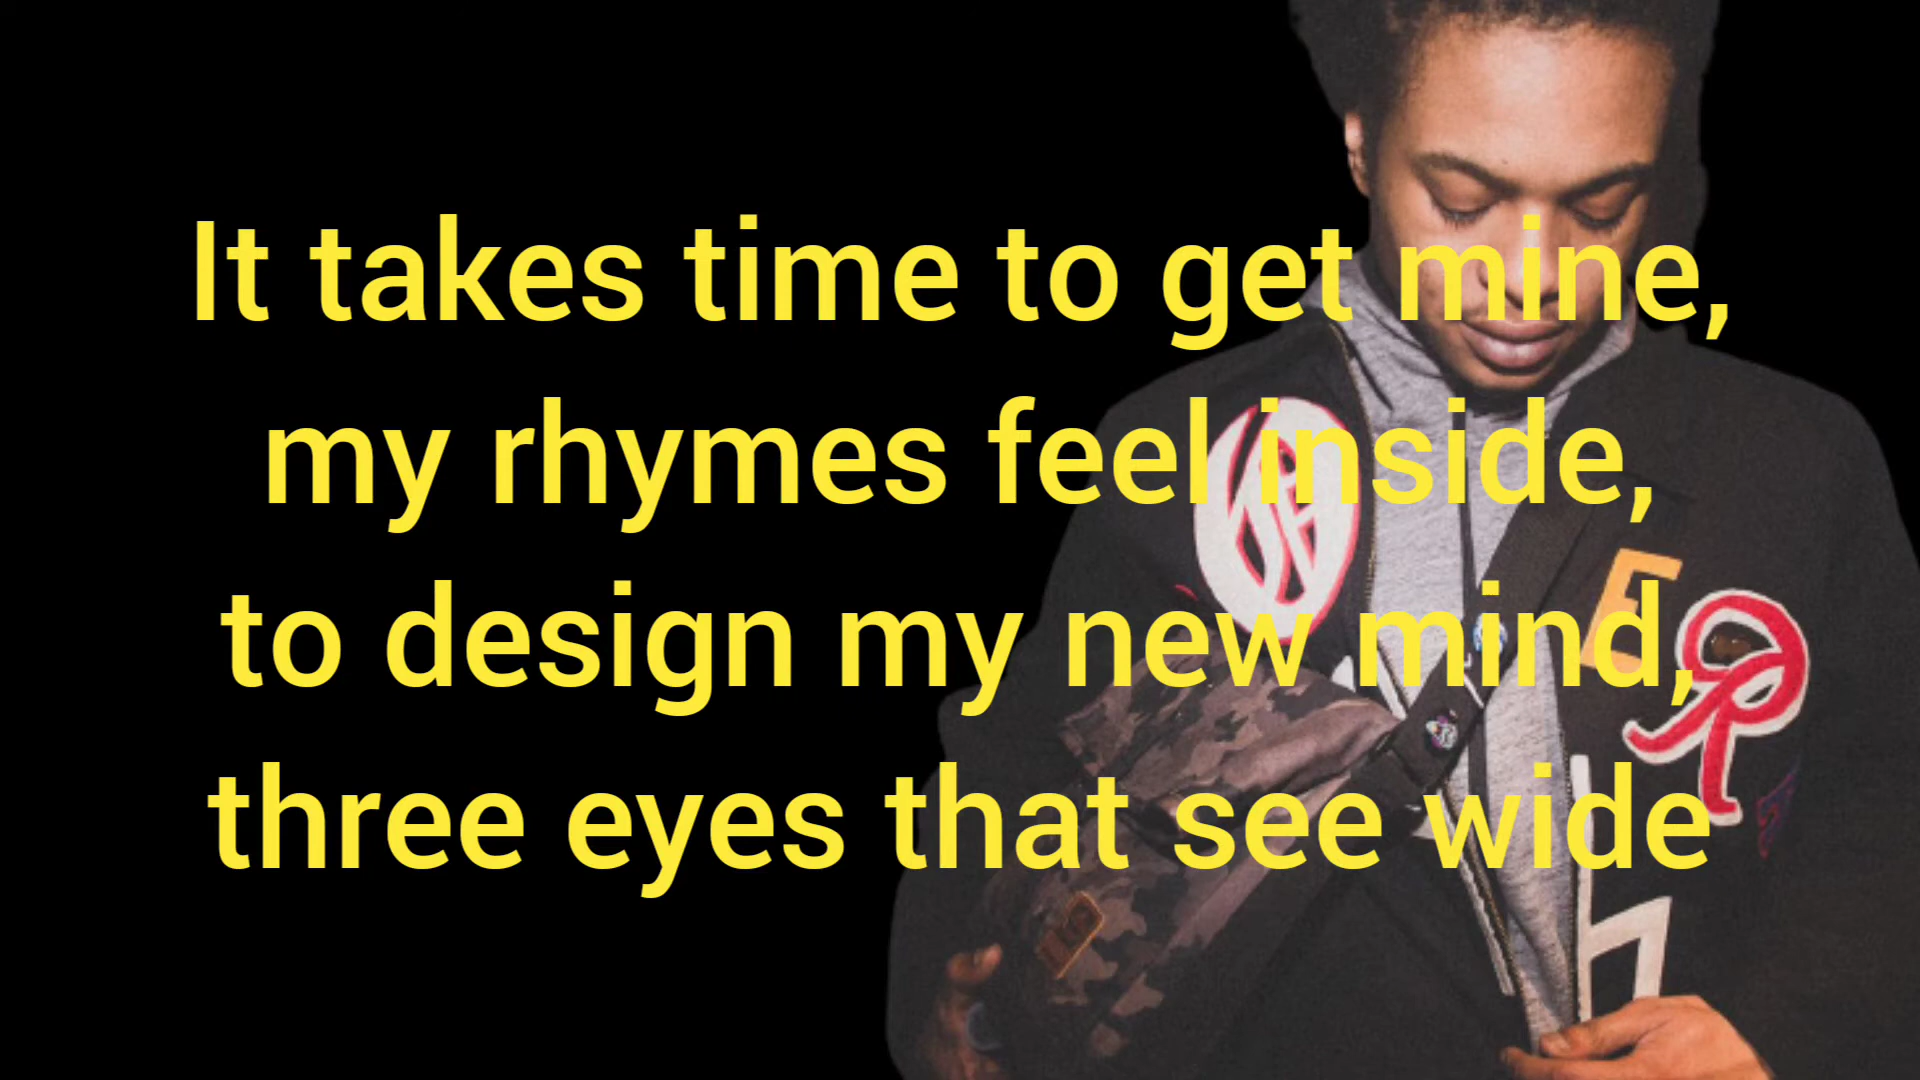 It takes time to get mine,
my rhymes feel inside,
to design my new mind,
three eyes that see wide
E
R